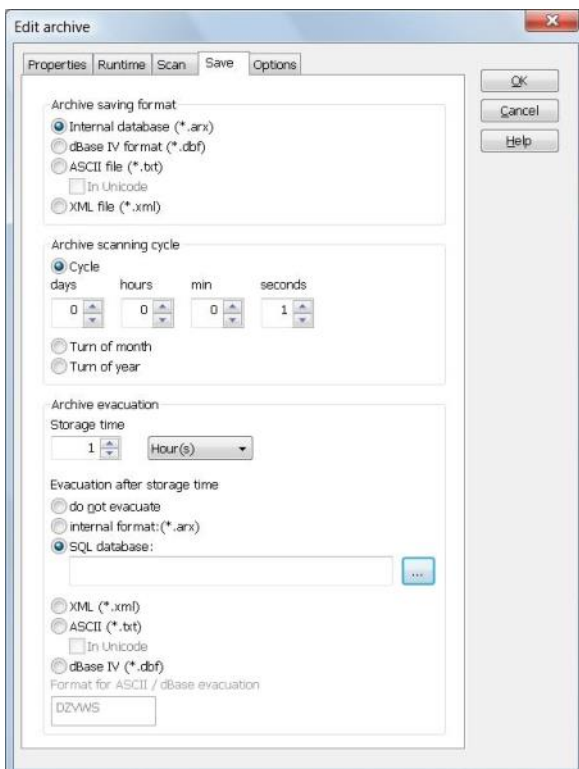 Edit archive
Properties Runtime Scan Save Options
OK
Cancel
Help
Archive saving format
Internal database (*.arx)
dBase IV format (*.dbf)
ASCII file (*.txt)
In Unicode
XML file (*.xml)
Archive scanning cycle
Cycle
days hours min seconds
0 0 0 1
Turn of month
Turn of year
Archive evacuation
Storage time
1 Hour(s)
Evacuation after storage time
do not evacuate
internal format:(*.arx)
SQL database:
...
XML (*.xml)
ASCII (*.txt)
In Unicode
dBase IV (*.dbf)
Format for ASCII / dBase evacuation
DZVWS